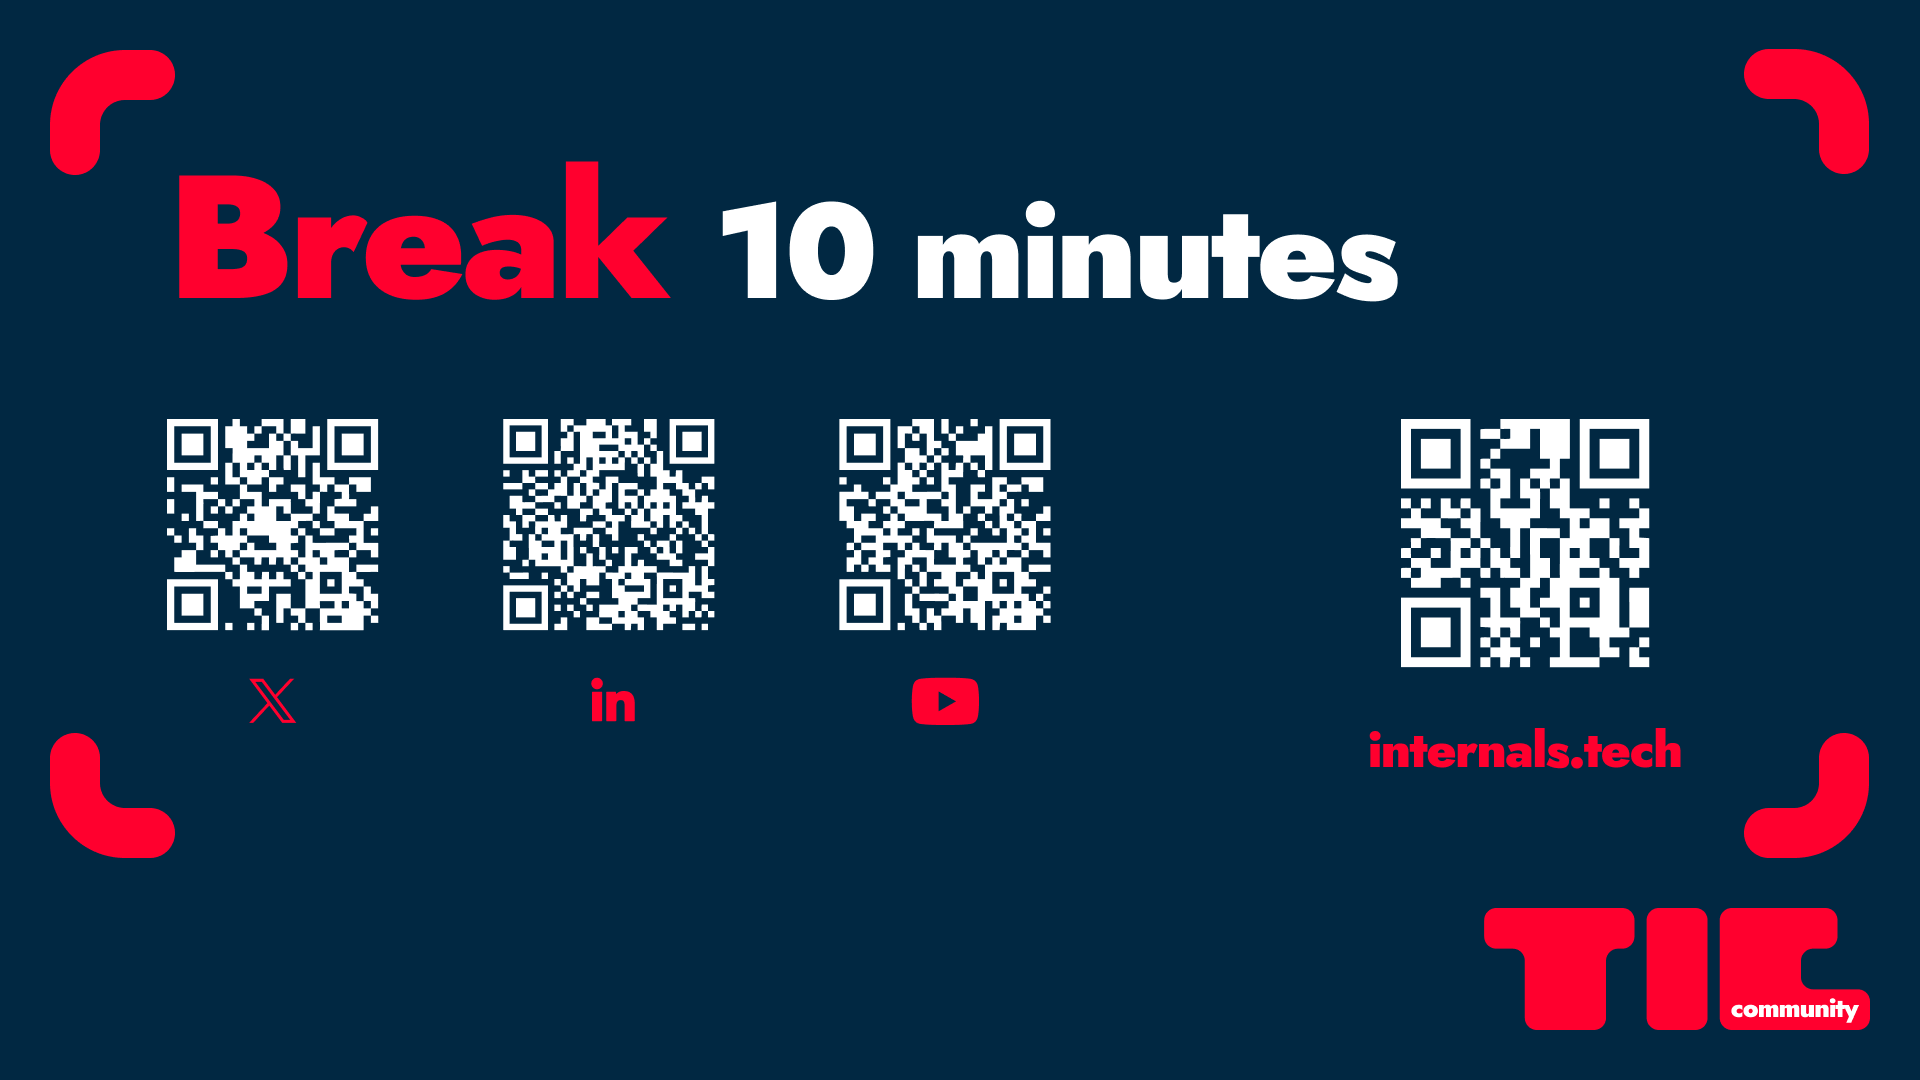 Break 10 minutes
X
in
internals.tech
TIC
community